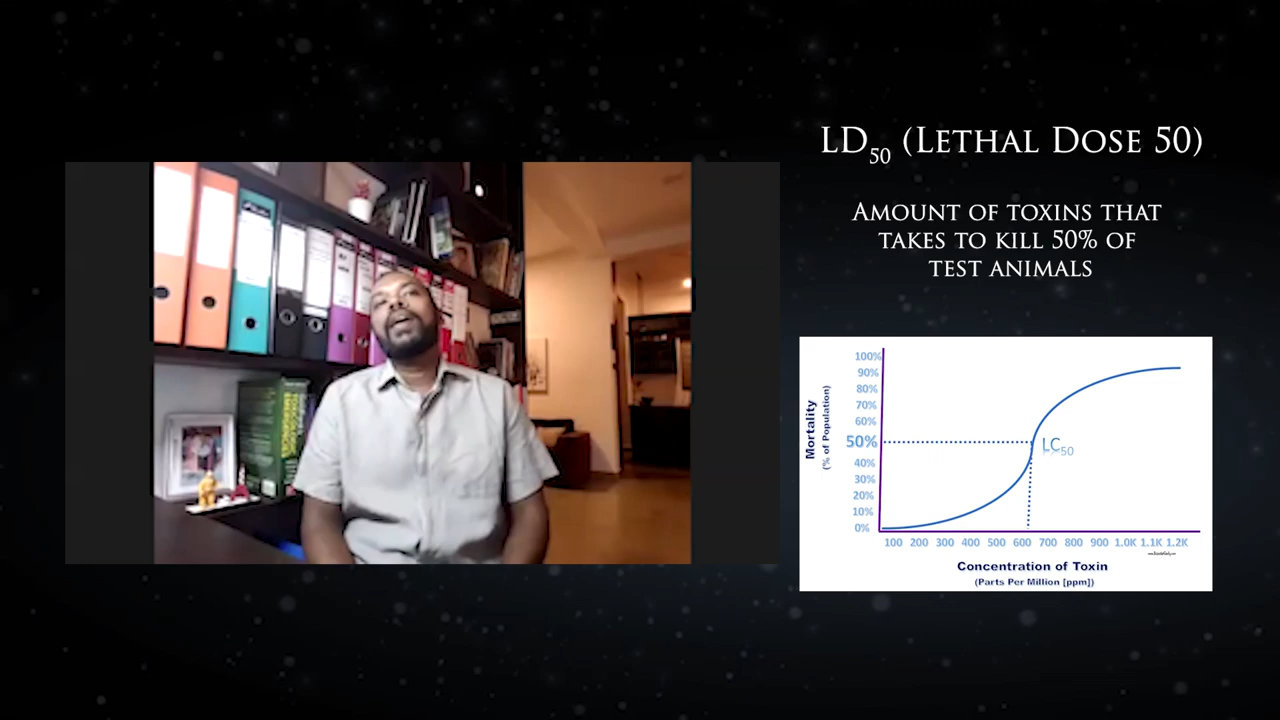 LD50 (LETHAL DOSE 50)
AMOUNT OF TOXINS THAT
TAKES TO KILL 50% OF
TEST ANIMALS
100%
90%
80%
70%
60%
50%
40%
30%
20%
10%
0%
Mortality
(% of Population)
LC50
100 200 300 400 500 600 700 800 900 1.0K 1.1K 1.2K
Concentration of Toxin
(Parts Per Million [ppm])